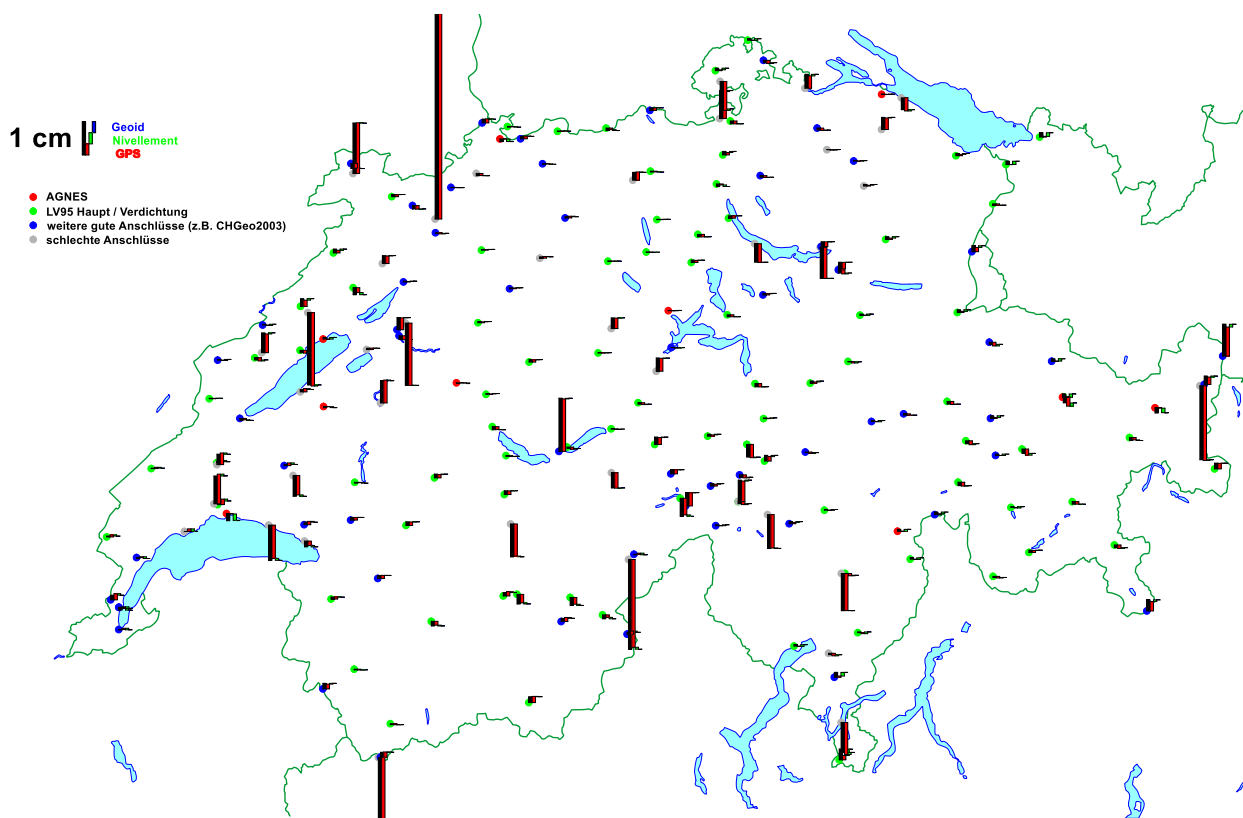 1 cm
Geoid
Nivellement
GPS
AGNES
LV95 Haupt / Verdichtung
weitere gute Anschlüsse (z.B. CHGeo2003)
schlechte Anschlüsse